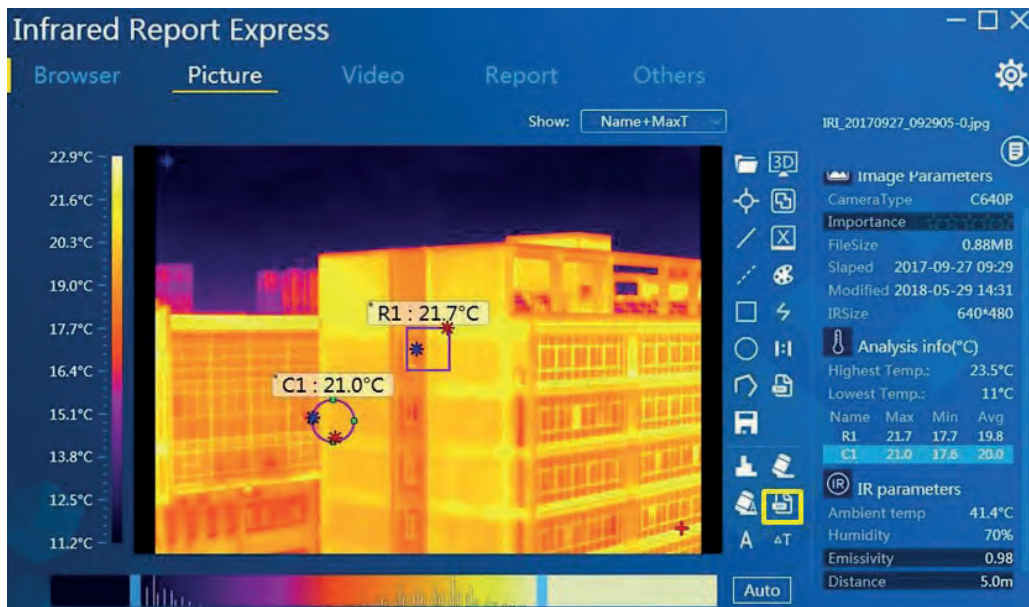 Infrared Report Express
Browser Picture Video Report Others
Show: Name+MaxT
IRI_20170927_092905-0.jpg
22.9°C
21.6°C
20.3°C
19.0°C
17.7°C
16.4°C
15.1°C
13.8°C
12.5°C
11.2°C
R1 : 21.7°C
C1 : 21.0°C
3D
X
1:1
A
ΔT
Auto
Image Parameters
CameraType C640P
Importance
FileSize 0.88MB
Slaped 2017-09-27 09:29
Modified 2018-05-29 14:31
IRSize 640*480
Analysis info(°C)
Highest Temp.: 23.5°C
Lowest Temp.: 11°C
Name Max Min Avg
R1 21.7 17.7 19.8
C1 21.0 17.6 20.0
IR IR parameters
Ambient temp 41.4°C
Humidity 70%
Emissivity 0.98
Distance 5.0m